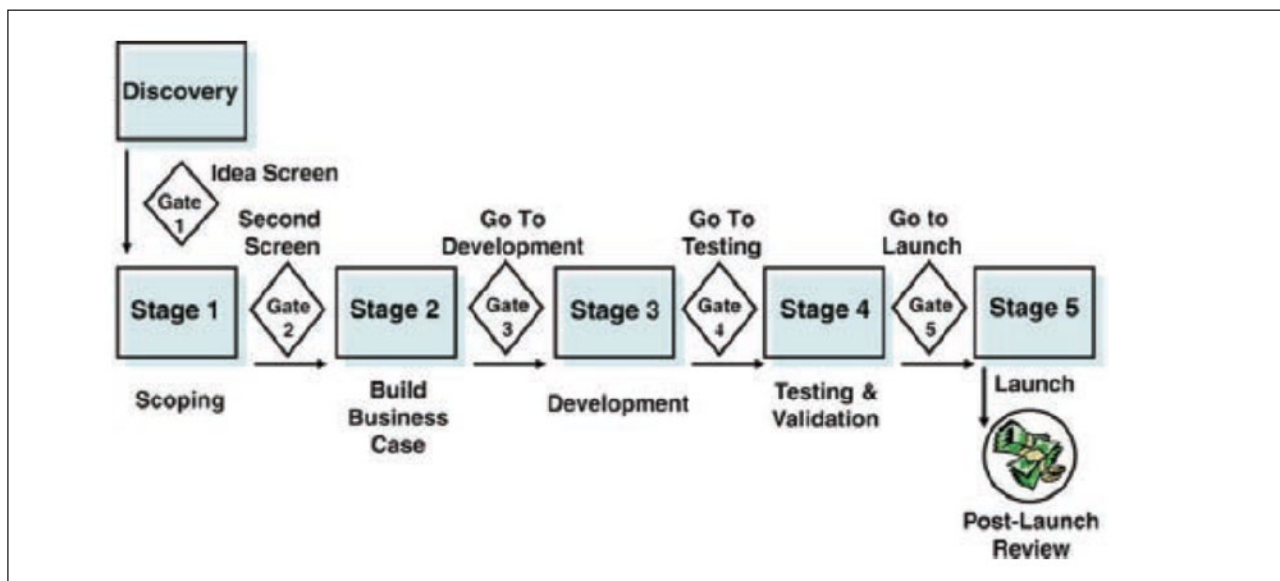 Discovery
Idea Screen
Gate
1
Second
Screen
Go To
Development
Go To
Testing
Go to
Launch
Stage 1
Gate
2
Stage 2
Gate
3
Stage 3
Gate
4
Stage 4
Gate
5
Stage 5
Scoping
Build
Business
Case
Development
Testing &
Validation
Launch
Post-Launch
Review